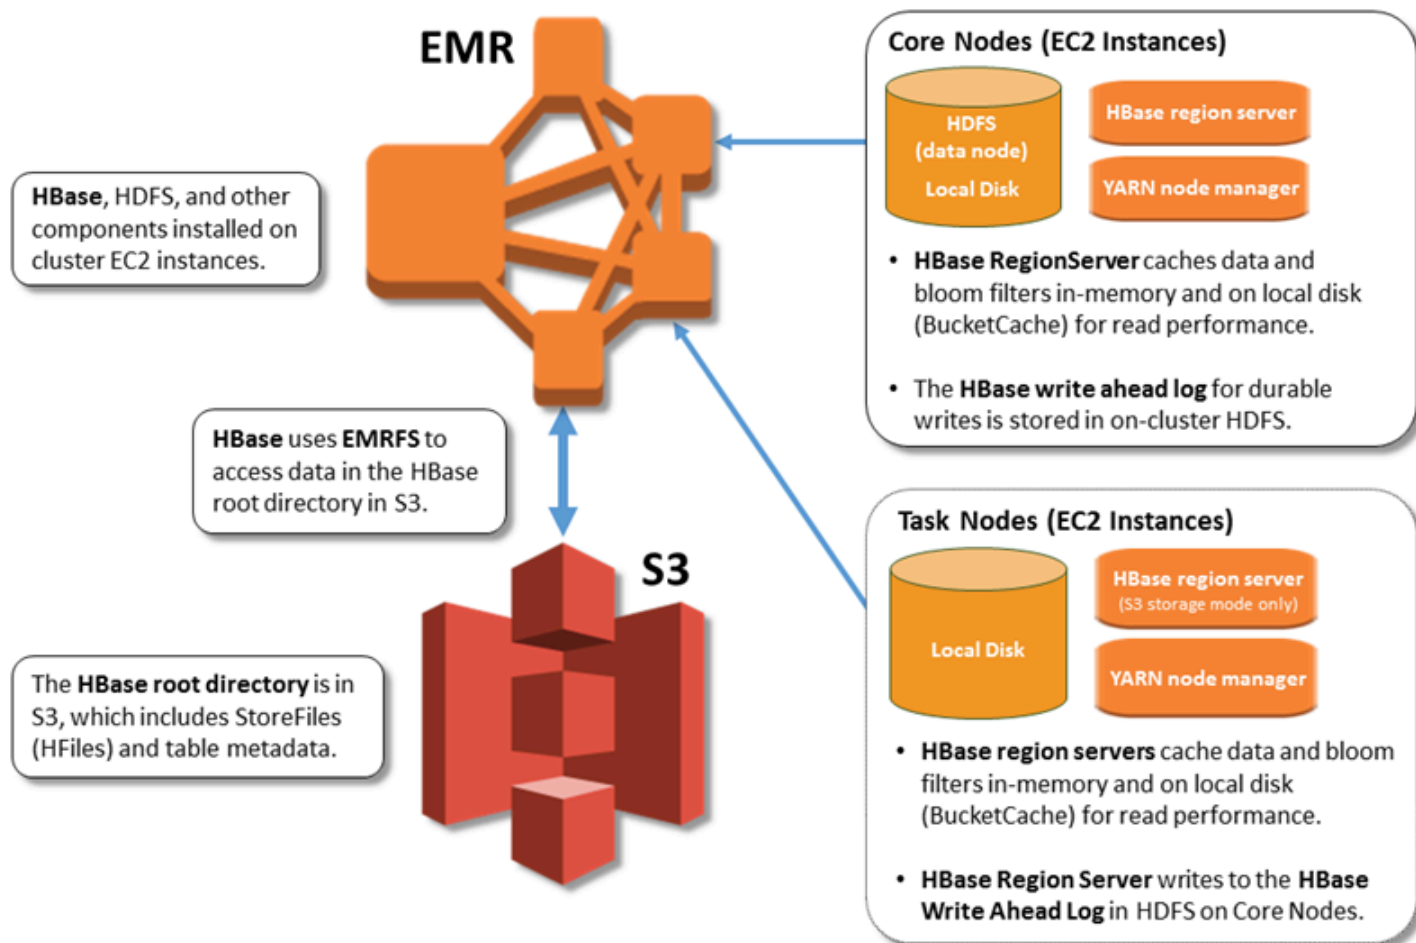 EMR
HBase, HDFS, and other
components installed on
cluster EC2 instances.
HBase uses EMRFS to
access data in the HBase
root directory in S3.
S3
The HBase root directory is in
S3, which includes StoreFiles
(HFiles) and table metadata.
Core Nodes (EC2 Instances)
HDFS
(data node)
Local Disk
HBase region server
YARN node manager
• HBase RegionServer caches data and
bloom filters in-memory and on local disk
(BucketCache) for read performance.
• The HBase write ahead log for durable
writes is stored in on-cluster HDFS.
Task Nodes (EC2 Instances)
Local Disk
HBase region server
(S3 storage mode only)
YARN node manager
• HBase region servers cache data and bloom
filters in-memory and on local disk
(BucketCache) for read performance.
• HBase Region Server writes to the HBase
Write Ahead Log in HDFS on Core Nodes.